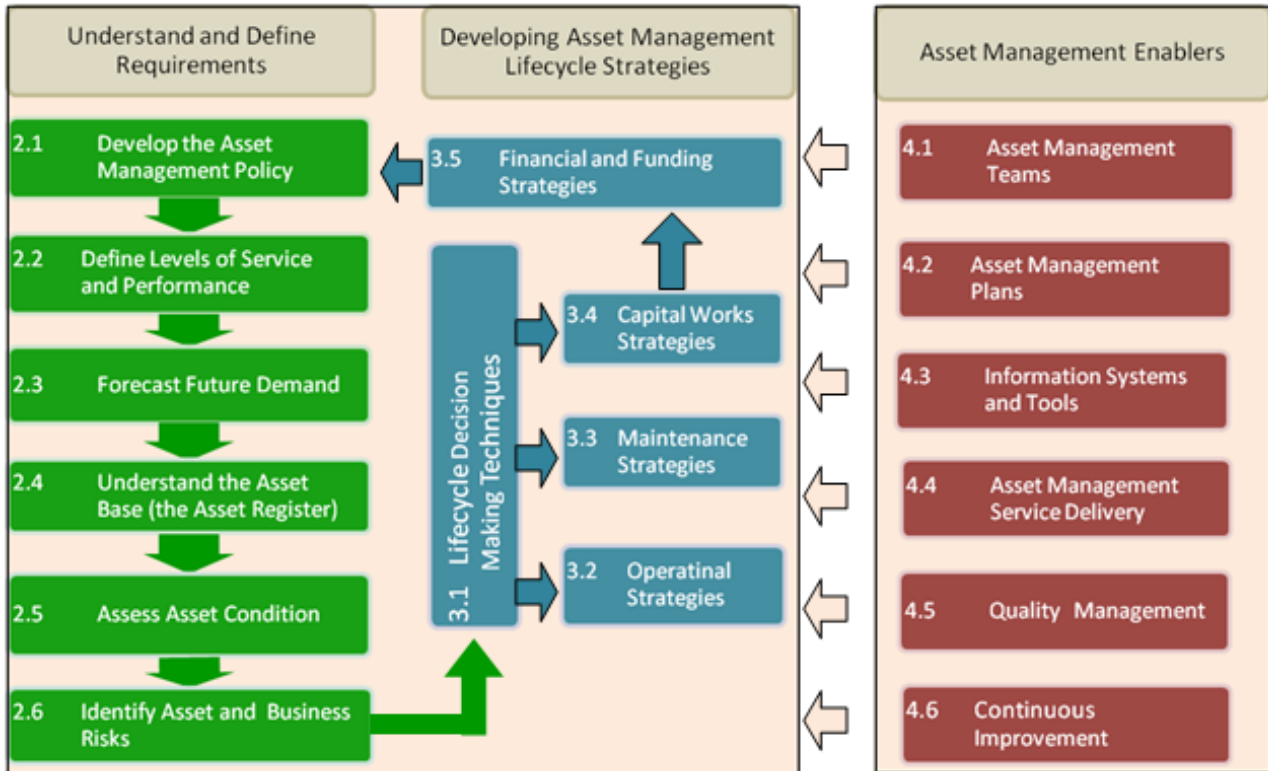 Understand and Define
Requirements
Developing Asset Management
Lifecycle Strategies
Asset Management Enablers
2.1 Develop the Asset
Management Policy
2.2 Define Levels of Service
and Performance
2.3 Forecast Future Demand
2.4 Understand the Asset
Base (the Asset Register)
2.5 Assess Asset Condition
2.6 Identify Asset and Business
Risks
3.5 Financial and Funding
Strategies
3.1 Lifecycle Decision
Making Techniques
3.4 Capital Works
Strategies
3.3 Maintenance
Strategies
3.2 Operatinal
Strategies
4.1 Asset Management
Teams
4.2 Asset Management
Plans
4.3 Information Systems
and Tools
4.4 Asset Management
Service Delivery
4.5 Quality Management
4.6 Continuous
Improvement